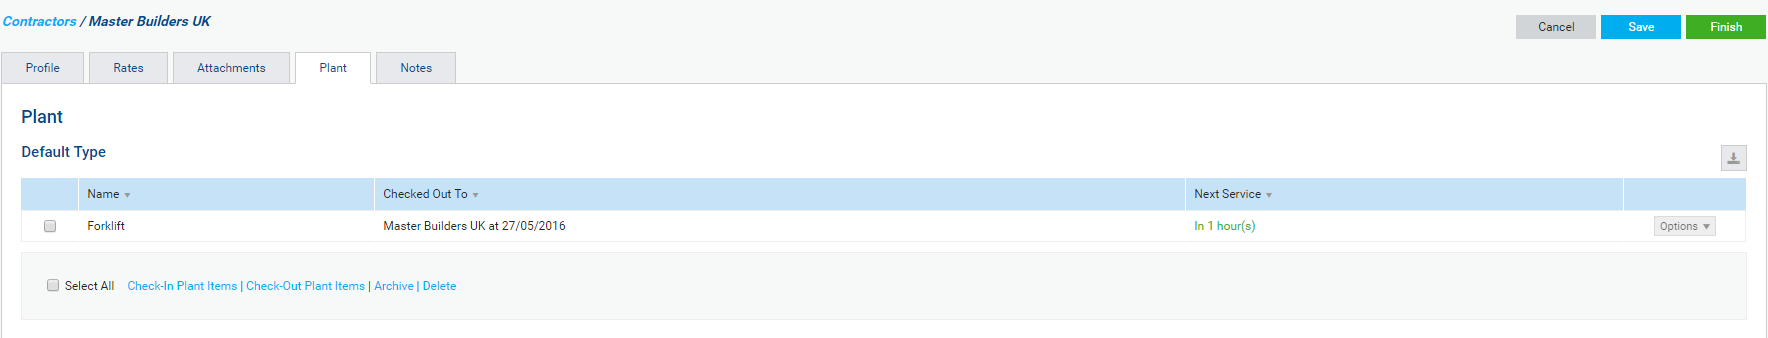 Contractors / Master Builders UK
Cancel Save Finish
Profile Rates Attachments Plant Notes
Plant
Default Type
Name Checked Out To Next Service
Forklift Master Builders UK at 27/05/2016 In 1 hour(s) Options
Select All Check-In Plant Items | Check-Out Plant Items | Archive | Delete